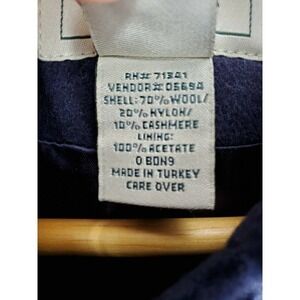 RN# 71341
VENDOR# 05694
SHELL: 70% WOOL/
20% NYLON/
10% CASHMERE
LINING:
100% ACETATE
0 BDN9
MADE IN TURKEY
CARE OVER